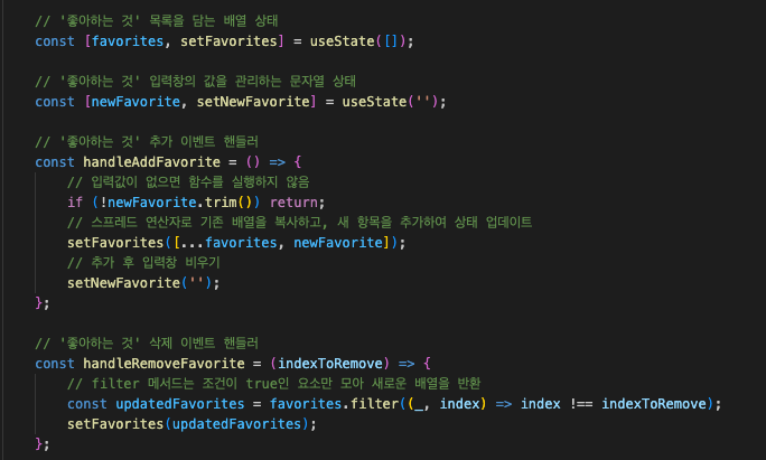 // '좋아하는 것' 목록을 담는 배열 상태
const [favorites, setFavorites] = useState([]);
// '좋아하는 것' 입력창의 값을 관리하는 문자열 상태
const [newFavorite, setNewFavorite] = useState('');
// '좋아하는 것' 추가 이벤트 핸들러
const handleAddFavorite = () => {
// 입력값이 없으면 함수를 실행하지 않음
if (!newFavorite.trim()) return;
// 스프레드 연산자로 기존 배열을 복사하고, 새 항목을 추가하여 상태 업데이트
setFavorites([...favorites, newFavorite]);
// 추가 후 입력창 비우기
setNewFavorite('');
};
// '좋아하는 것' 삭제 이벤트 핸들러
const handleRemoveFavorite = (indexToRemove) => {
// filter 메서드는 조건이 true인 요소만 모아 새로운 배열을 반환
const updatedFavorites = favorites.filter((_, index) => index !== indexToRemove);
setFavorites(updatedFavorites);
};